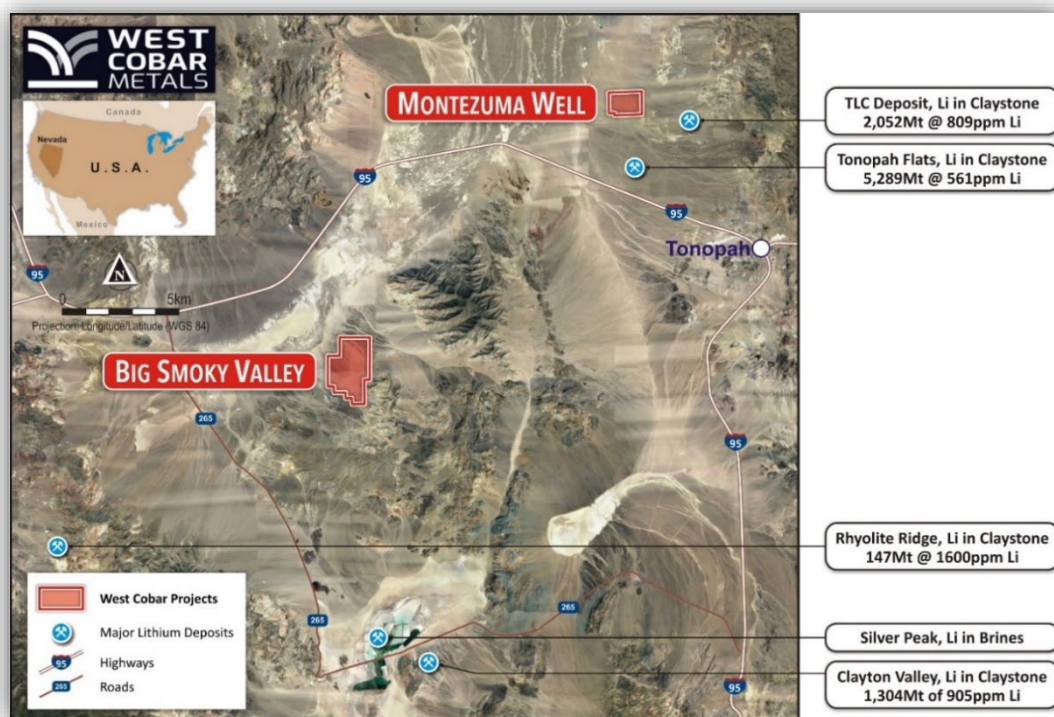 WEST
COBAR
METALS
Canada
Nevada
U.S.A.
Mexico
N
0 5km
Projection: Longitude/Latitude (WGS 84)
MONTEZUMA WELL
BIG SMOKY VALLEY
Tonopah
95
95
95
95
95
265
265
265
TLC Deposit, Li in Claystone
2,052Mt @ 809ppm Li
Tonopah Flats, Li in Claystone
5,289Mt @ 561ppm Li
Rhyolite Ridge, Li in Claystone
147Mt @ 1600ppm Li
Silver Peak, Li in Brines
Clayton Valley, Li in Claystone
1,304Mt of 905ppm Li
West Cobar Projects
Major Lithium Deposits
95 Highways
265 Roads